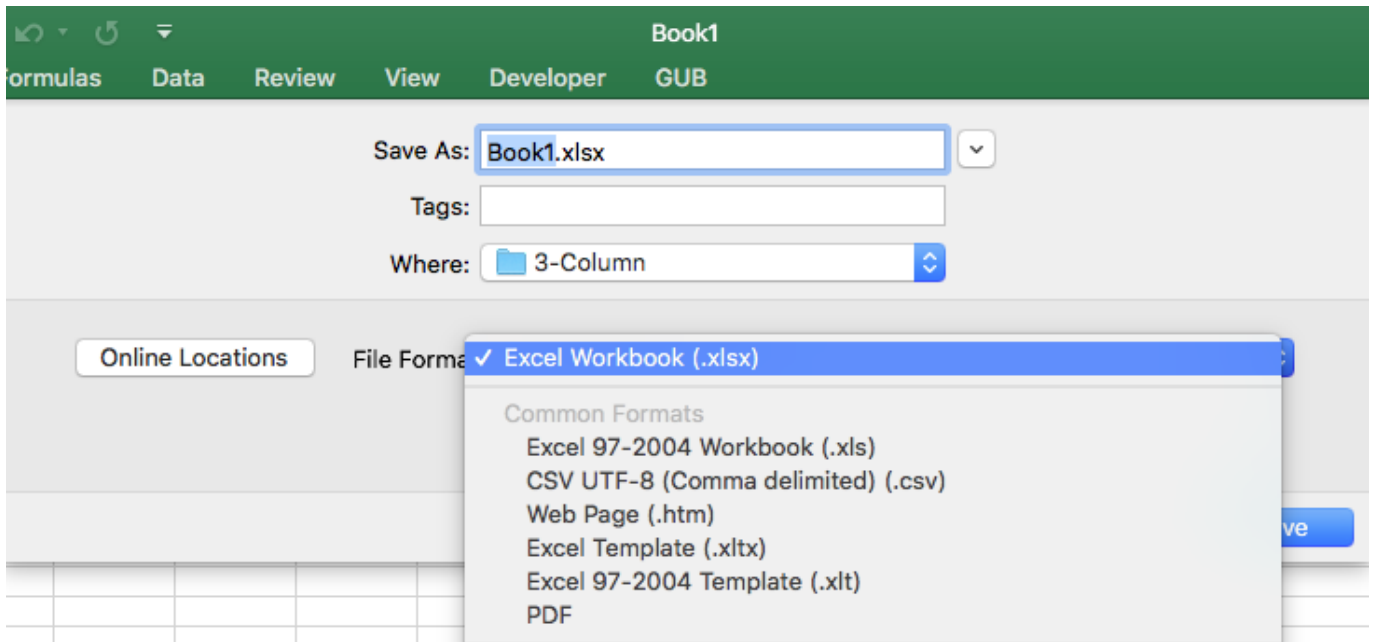 Book1
ormulas Data Review View Developer GUB
Save As: Book1.xlsx
Tags:
Where: 3-Column
Online Locations File Forma ✓ Excel Workbook (.xlsx)
Common Formats
Excel 97-2004 Workbook (.xls)
CSV UTF-8 (Comma delimited) (.csv)
Web Page (.htm)
Excel Template (.xltx)
Excel 97-2004 Template (.xlt)
ve
PDF